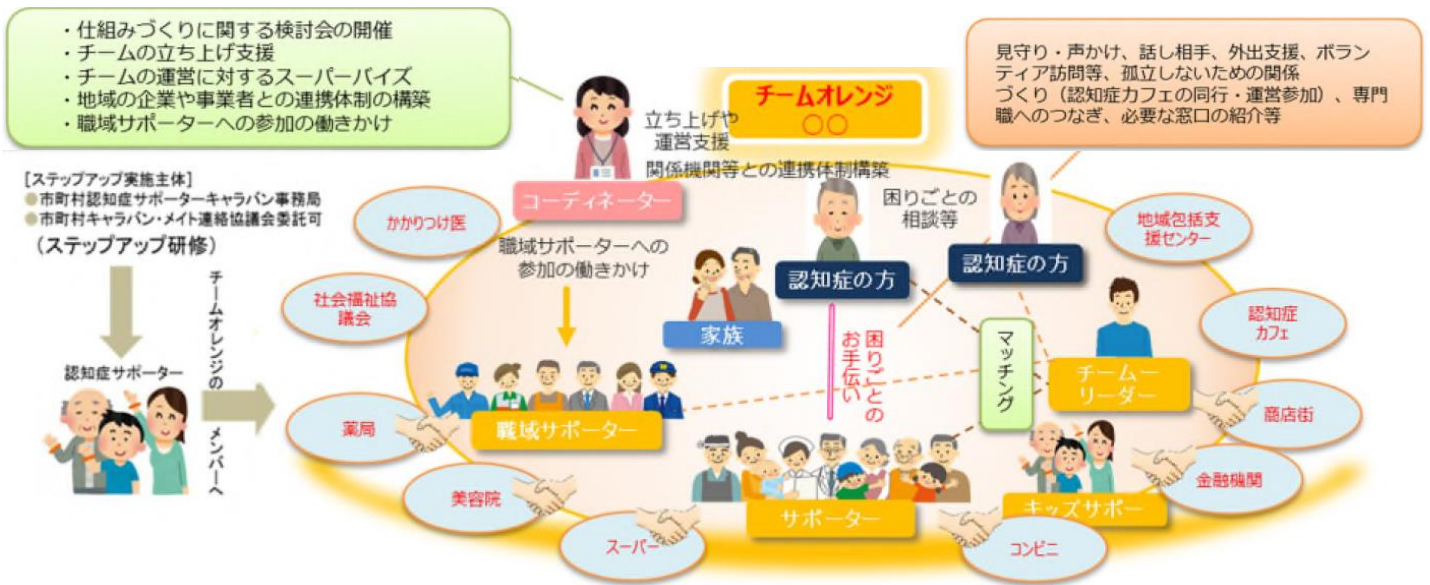 ・仕組みづくりに関する検討会の開催
・チームの立ち上げ支援
・チームの運営に対するスーパーバイズ
・地域の企業や事業者との連携体制の構築
・職域サポーターへの参加の働きかけ
チームオレンジ
〇〇
見守り・声かけ、話し相手、外出支援、ボラン
ティア訪問等、孤立しないための関係
づくり（認知症カフェの同行・運営参加）、専門
職へのつなぎ、必要な窓口の紹介等
立ち上げや
運営支援
関係機関等との連携体制構築
コーディネーター
[ステップアップ実施主体]
●市町村認知症サポーターキャラバン事務局
●市町村キャラバン・メイト連絡協議会委託可
（ステップアップ研修）
チームオレンジの
メンバーへ
認知症サポーター
かかりつけ医
社会福祉協
議会
薬局
美容院
スーパー
コンビニ
金融機関
商店街
認知症
カフェ
地域包括支
援センター
職域サポーターへの
参加の働きかけ
困りごとの
相談等
認知症の方
認知症の方
家族
困りごとの
お手伝い
マッチング
チームー
リーダー
職域サポーター
サポーター
キッズサポー